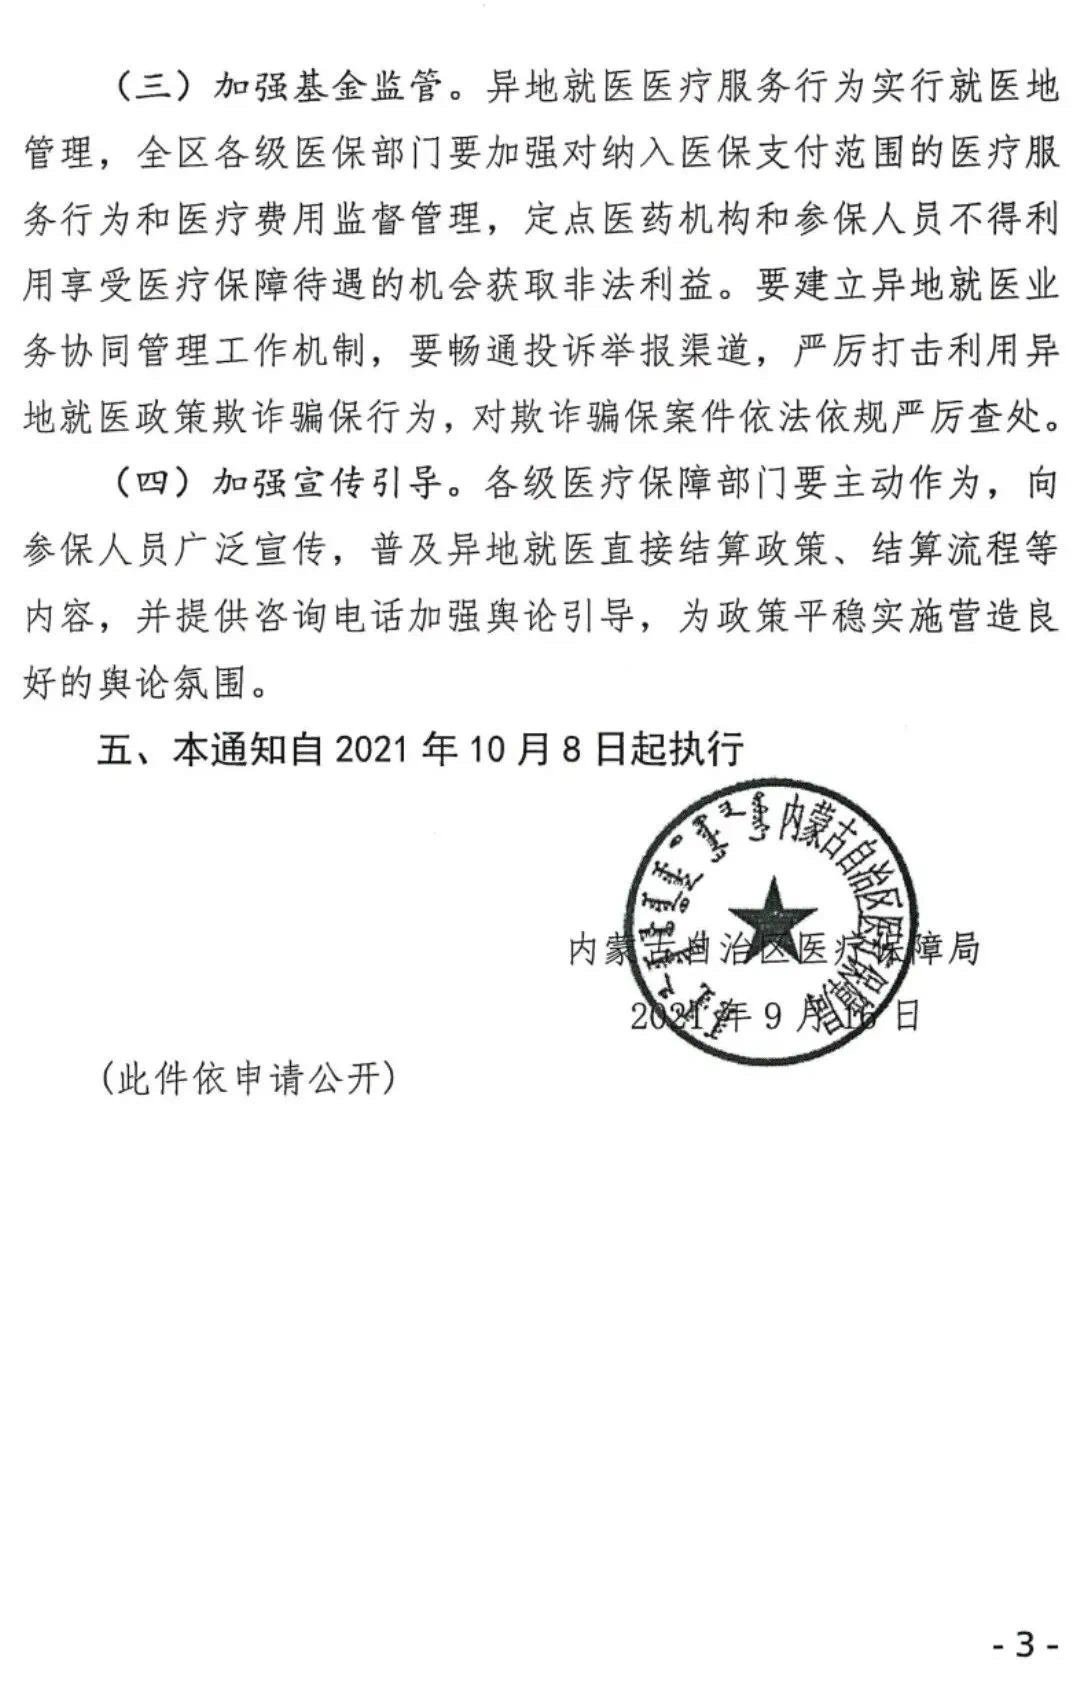 （三）加强基金监管。异地就医医疗服务行为实行就医地
管理，全区各级医保部门要加强对纳入医保支付范围的医疗服
务行为和医疗费用监督管理，定点医药机构和参保人员不得利
用享受医疗保障待遇的机会获取非法利益。要建立异地就医业
务协同管理工作机制，要畅通投诉举报渠道，严厉打击利用异
地就医政策欺诈骗保行为，对欺诈骗保案件依法依规严厉查处。
（四）加强宣传引导。各级医疗保障部门要主动作为，向
参保人员广泛宣传，普及异地就医直接结算政策、结算流程等
内容，并提供咨询电话加强舆论引导，为政策平稳实施营造良
好的舆论氛围。
五、本通知自2021年10月8日起执行
内蒙古自治区医疗保障局
内蒙古自治区医疗保障局
2021年9月16日
(此件依申请公开)
-3-